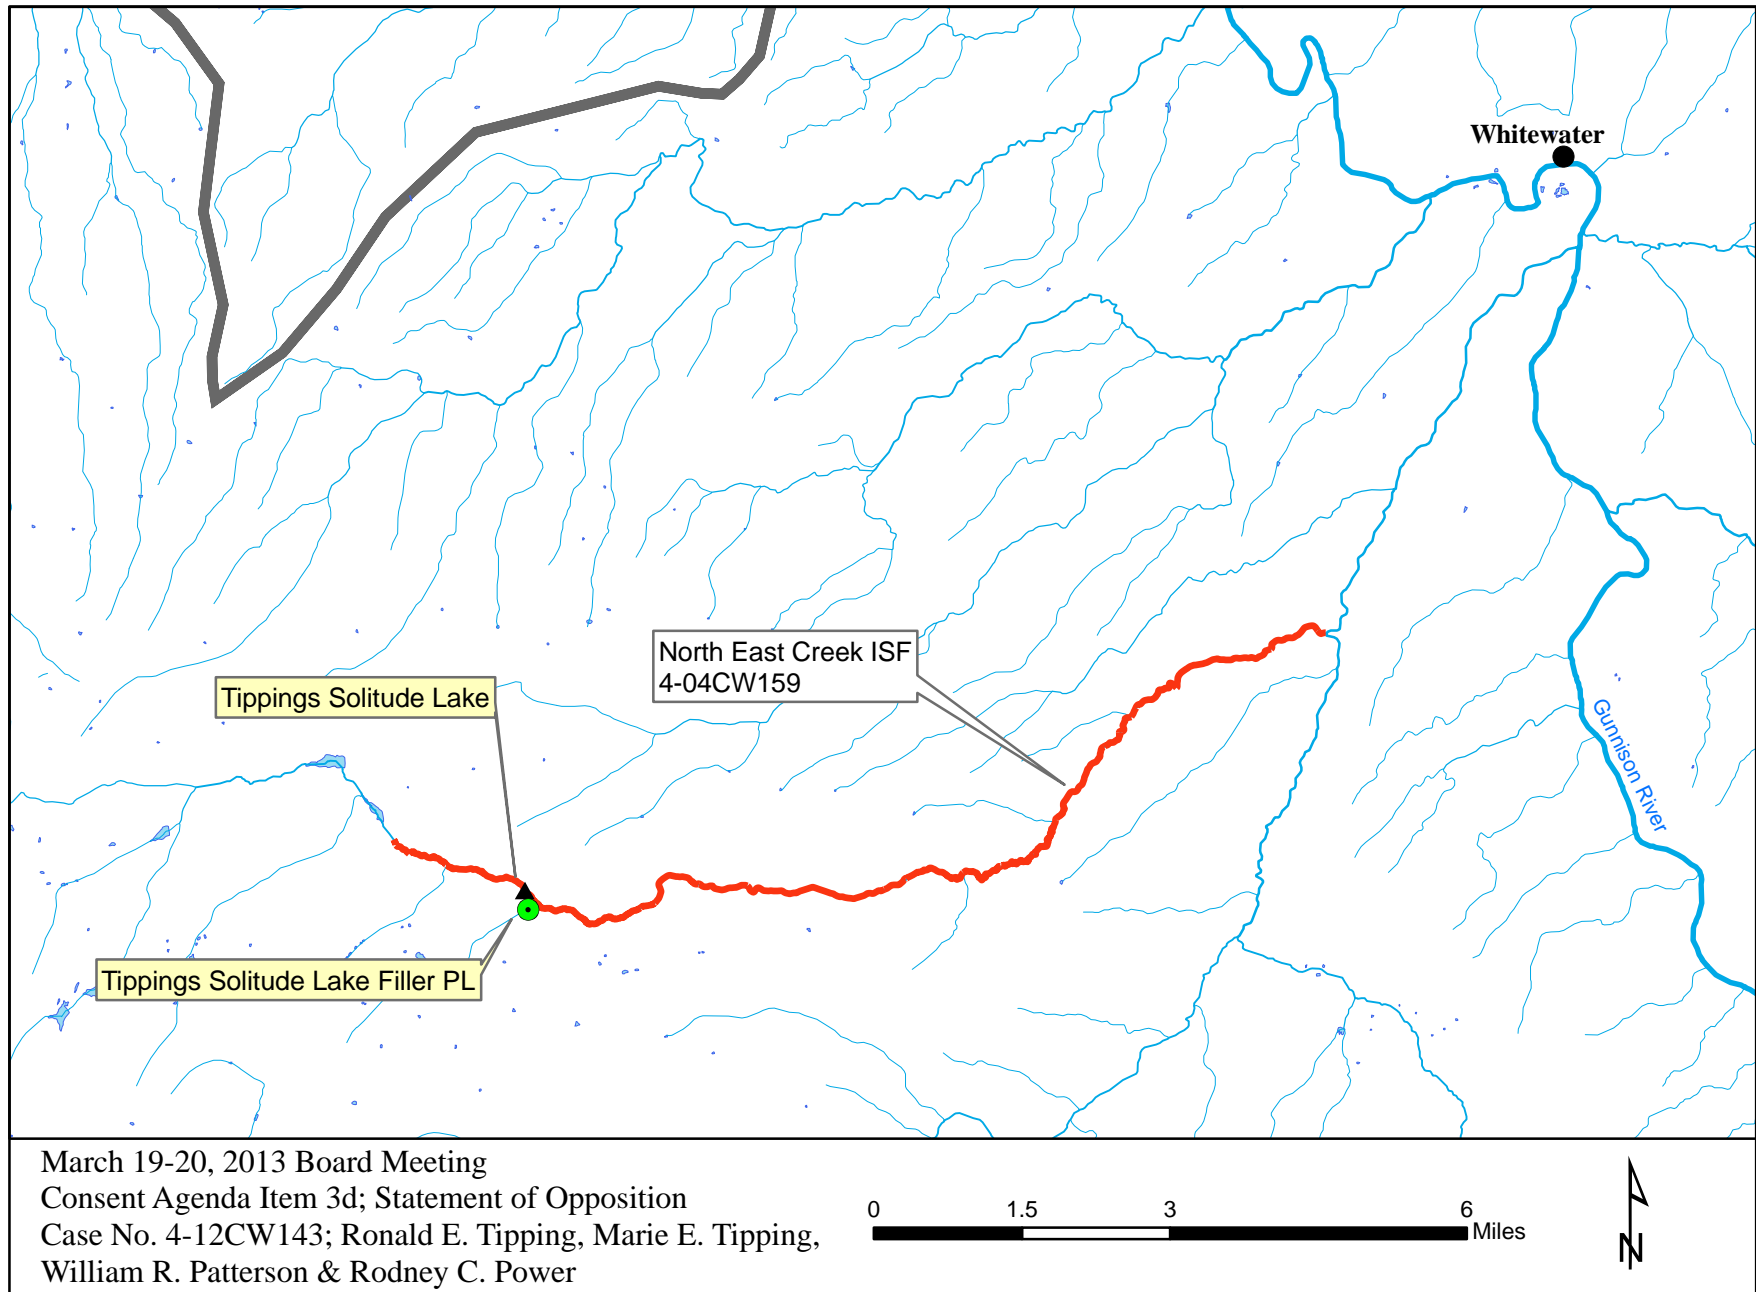 Whitewater
North East Creek ISF
4-04CW159
Tippings Solitude Lake
Gunnison River
Tippings Solitude Lake Filler PL
March 19-20, 2013 Board Meeting
Consent Agenda Item 3d; Statement of Opposition
Case No. 4-12CW143; Ronald E. Tipping, Marie E. Tipping,
William R. Patterson & Rodney C. Power
0 1.5 3 6
Miles
N